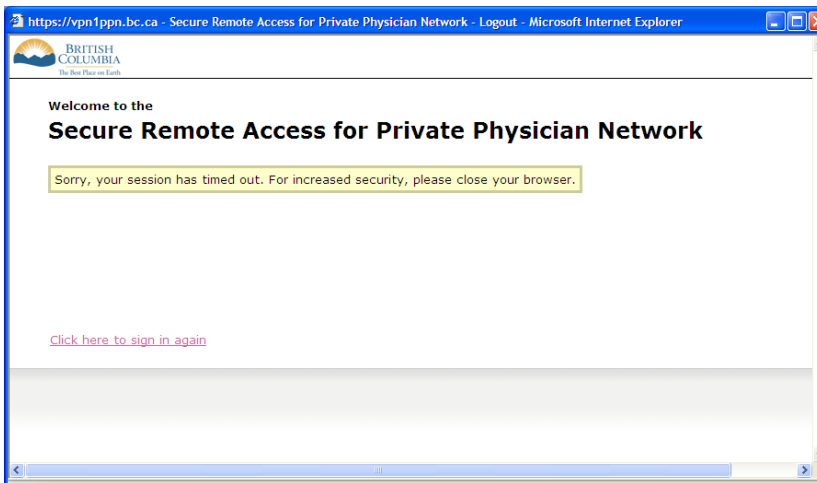 https://vpn1ppn.bc.ca - Secure Remote Access for Private Physician Network - Logout - Microsoft Internet Explorer
BRITISH
COLUMBIA
The Best Place on Earth
Welcome to the
Secure Remote Access for Private Physician Network
Sorry, your session has timed out. For increased security, please close your browser.
Click here to sign in again